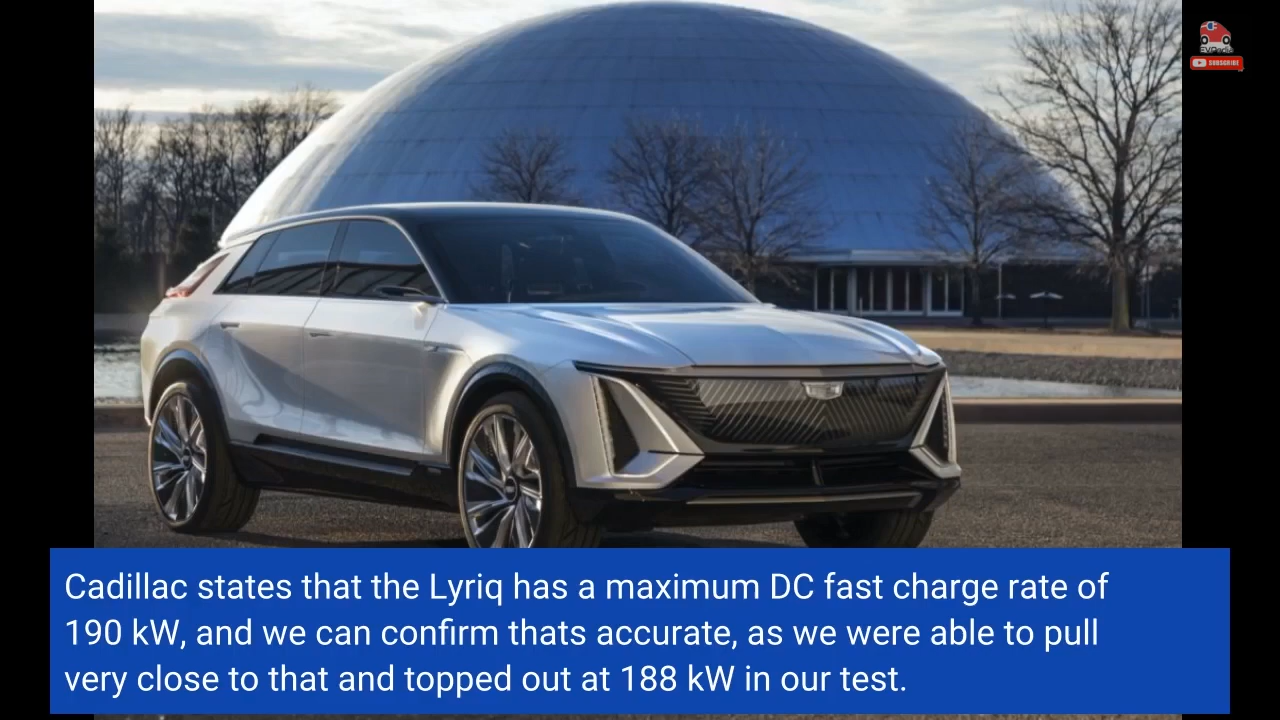 EVPedia
SUBSCRIBE
Cadillac states that the Lyriq has a maximum DC fast charge rate of
190 kW, and we can confirm thats accurate, as we were able to pull
very close to that and topped out at 188 kW in our test.